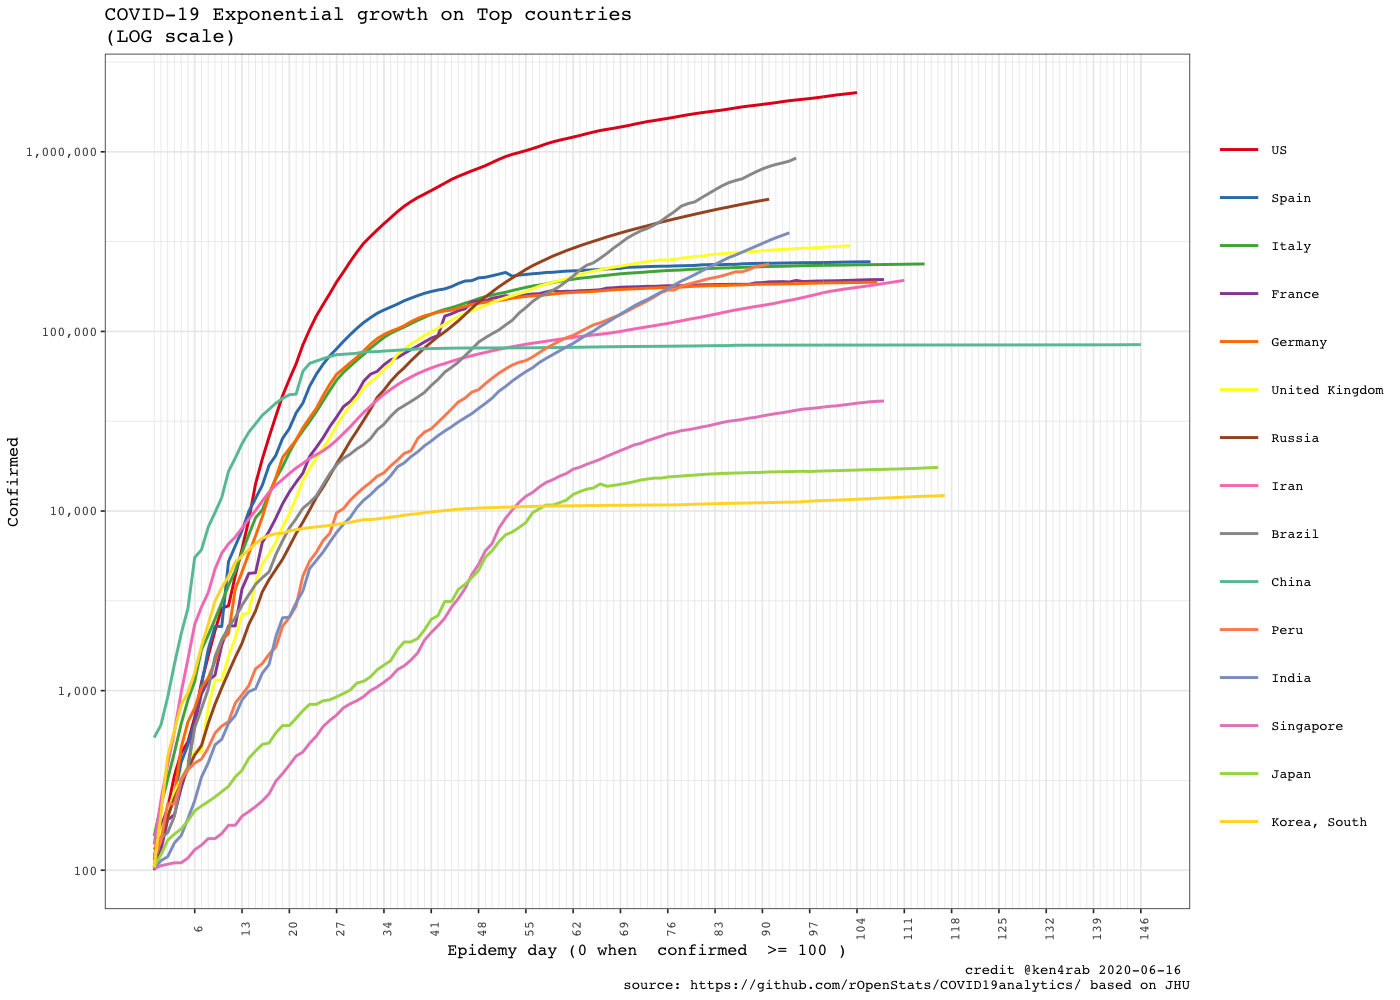 COVID-19 Exponential growth on Top countries
(LOG scale)
Confirmed
1,000,000
100,000
10,000
1,000
100
6 13 20 27 34 41 48 55 62 69 76 83 90 97 104 111 118 125 132 139 146
Epidemy day (0 when confirmed >= 100 )
US
Spain
Italy
France
Germany
United Kingdom
Russia
Iran
Brazil
China
Peru
India
Singapore
Japan
Korea, South
credit @ken4rab 2020-06-16
source: https://github.com/rOpenStats/COVID19analytics/ based on JHU